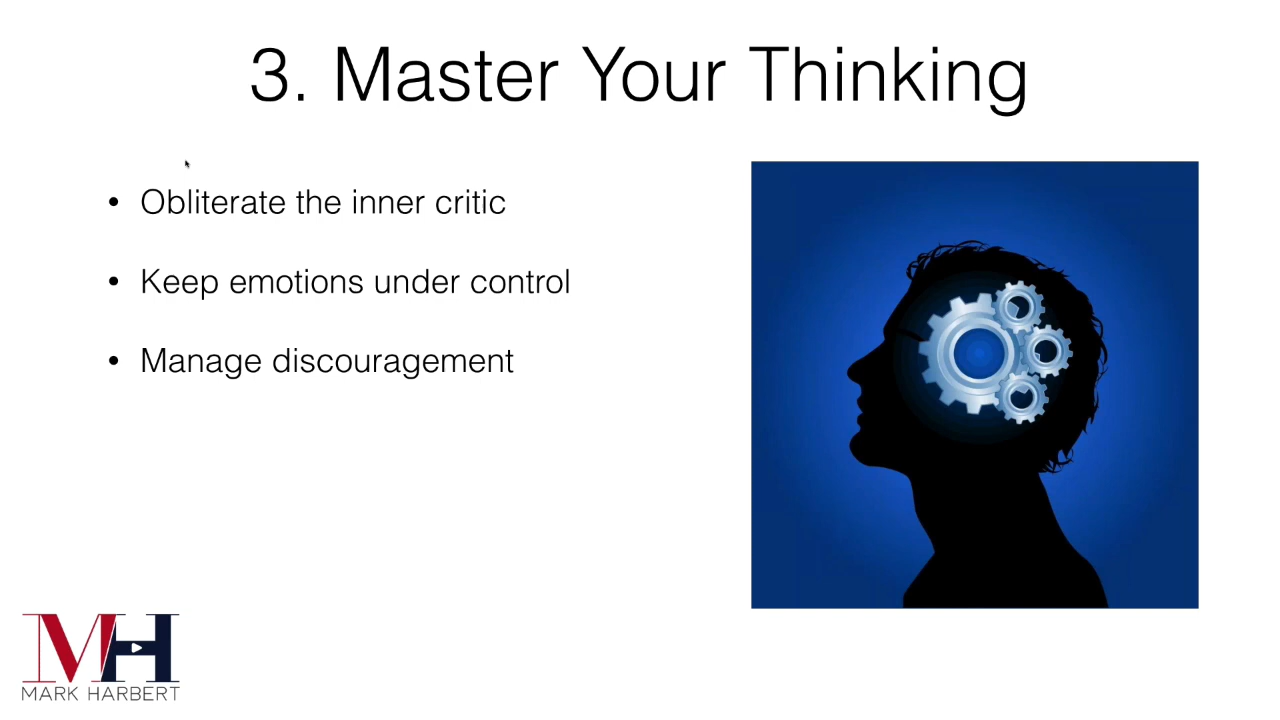 3. Master Your Thinking
• Obliterate the inner critic
• Keep emotions under control
• Manage discouragement
MH
MARK HARBERT